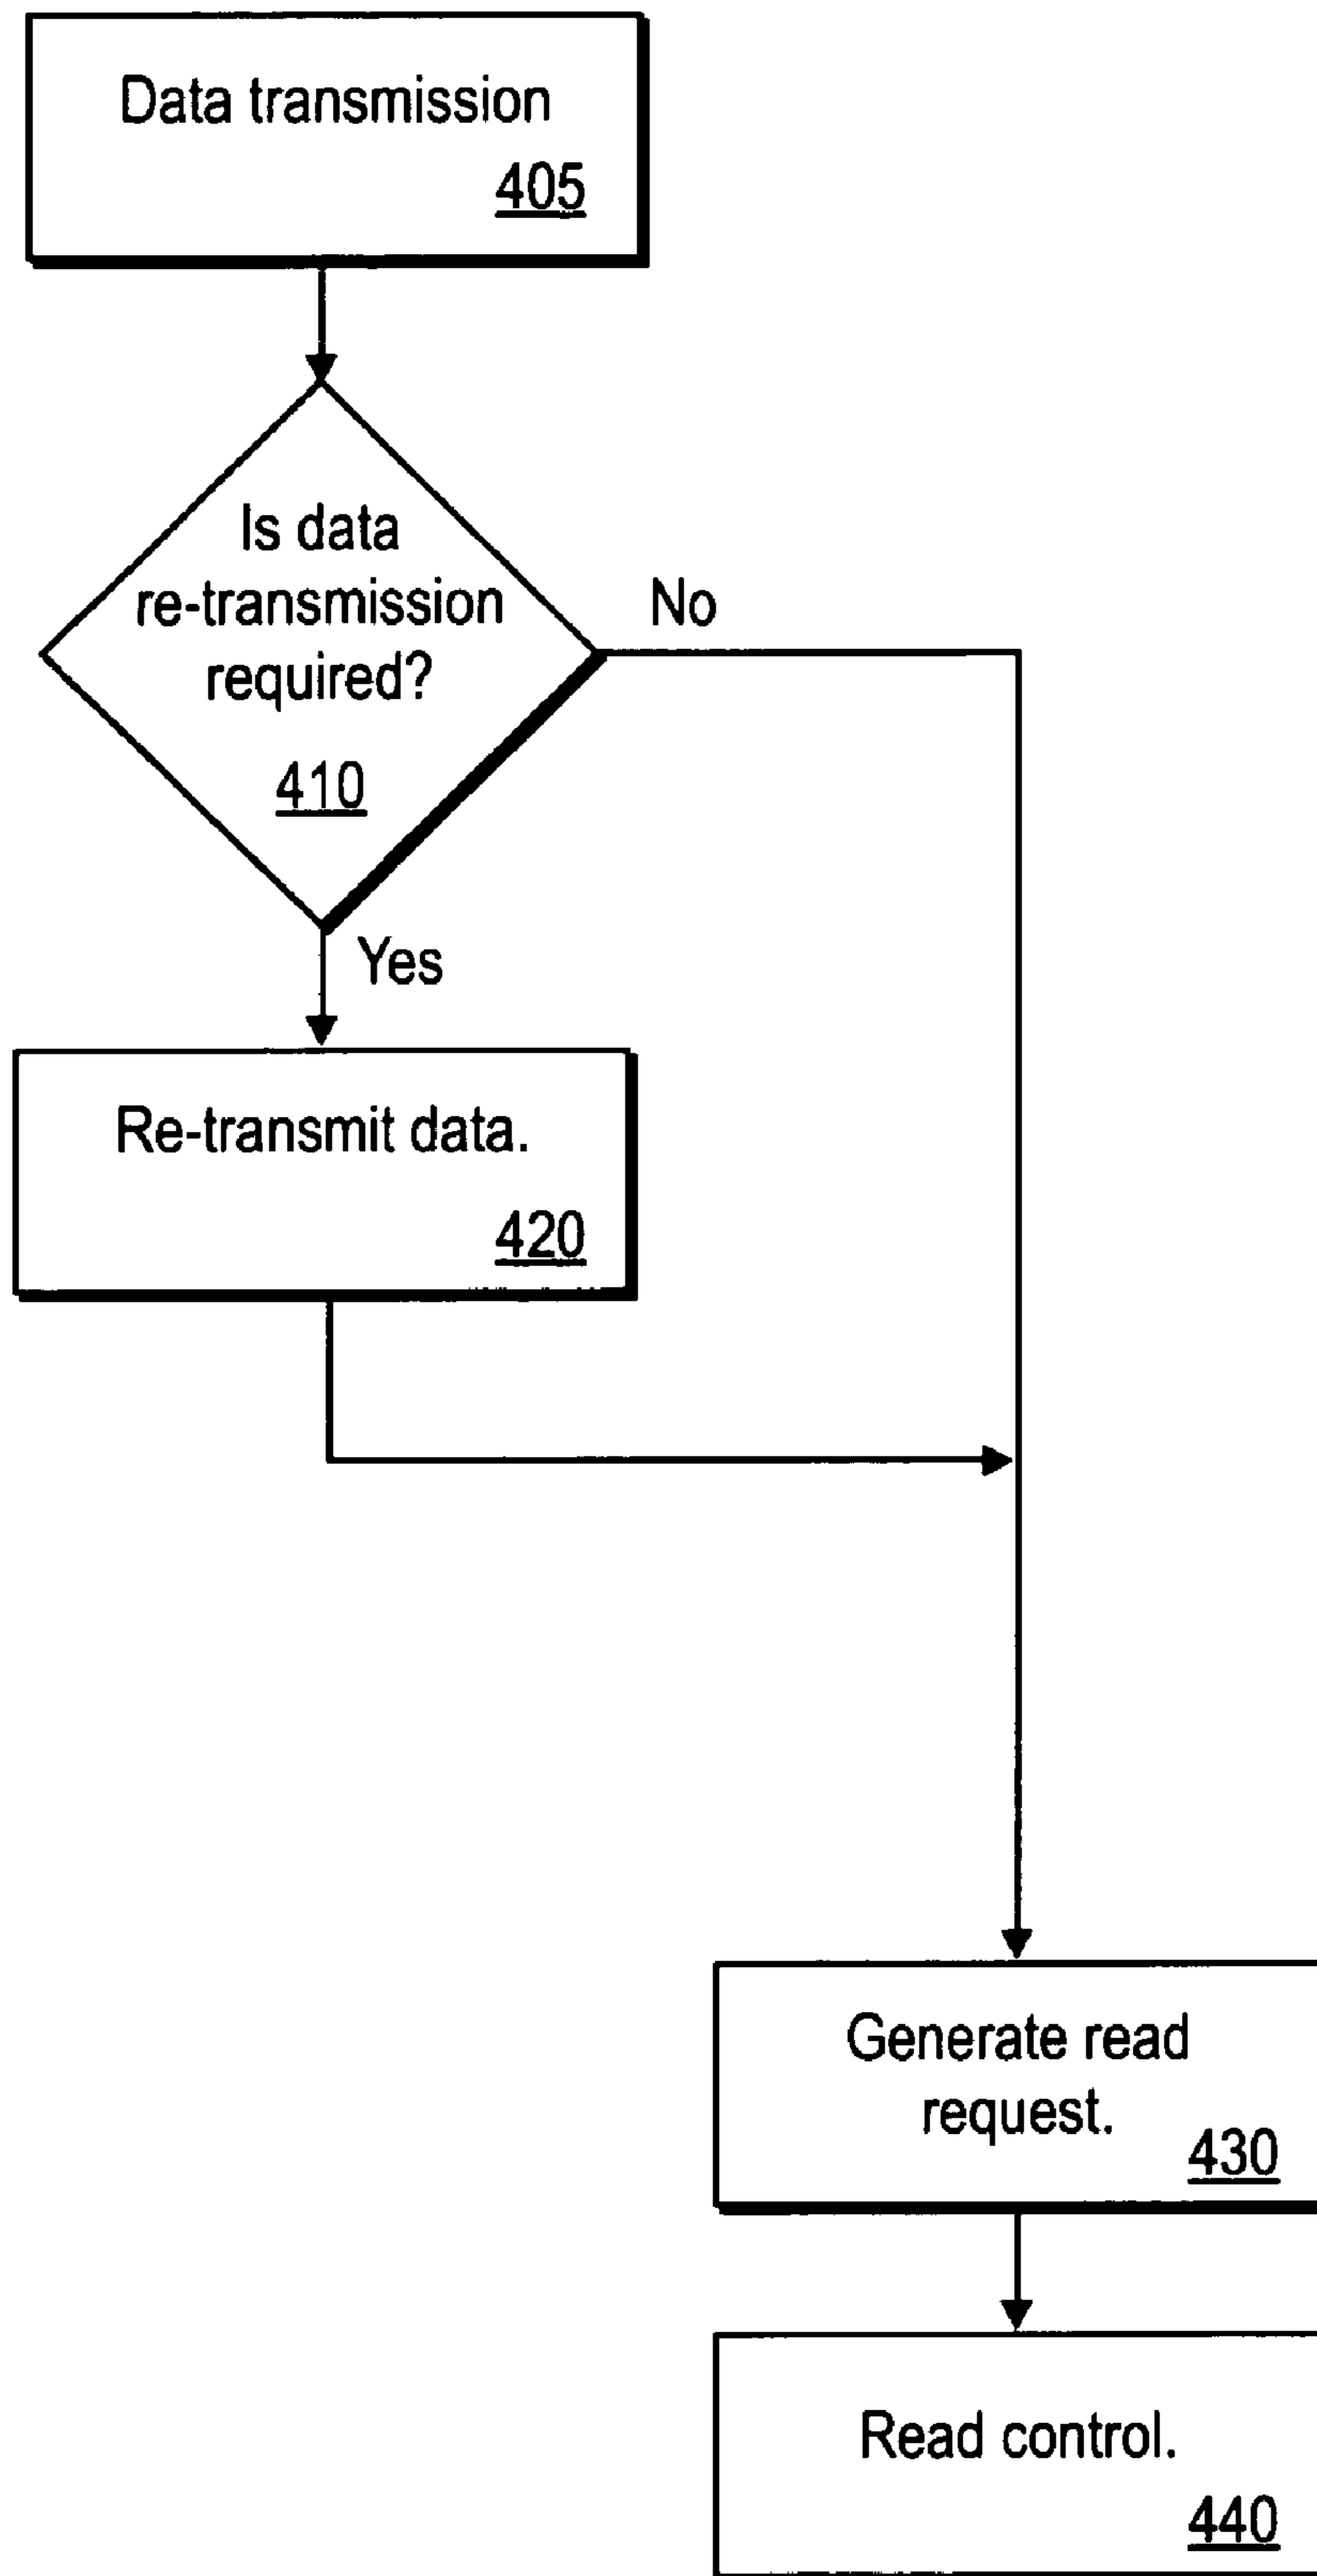 Data transmission
405
Is data
re-transmission
required?
410
No
Yes
Re-transmit data.
420
Generate read
request.
430
Read control.
440